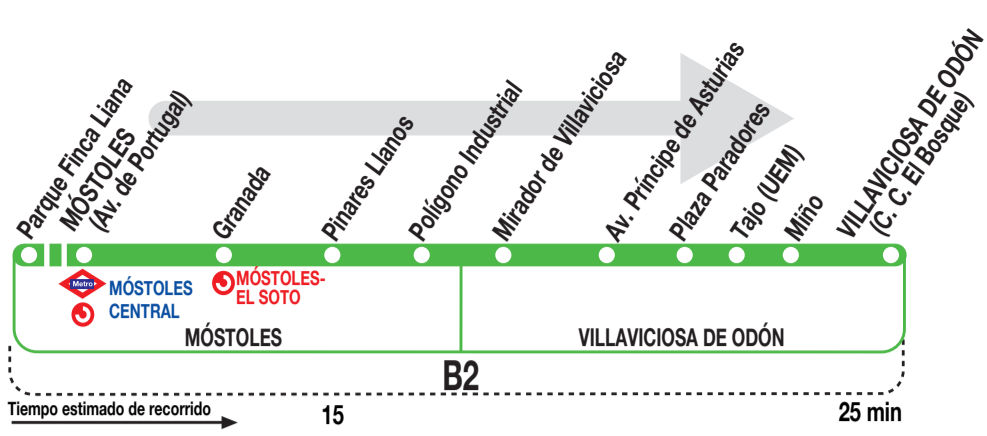 Parque Finca Liana
MÓSTOLES
(Av. de Portugal)
Granada
Pinares Llanos
Polígono Industrial
Mirador de Villaviciosa
Av. Príncipe de Asturias
Plaza Paradores
Tajo (UEM)
Miño
VILLAVICIOSA DE ODÓN
(C. C. El Bosque)
Metro
MÓSTOLES
CENTRAL
MÓSTOLES-
EL SOTO
MÓSTOLES
VILLAVICIOSA DE ODÓN
B2
Tiempo estimado de recorrido
15
25 min